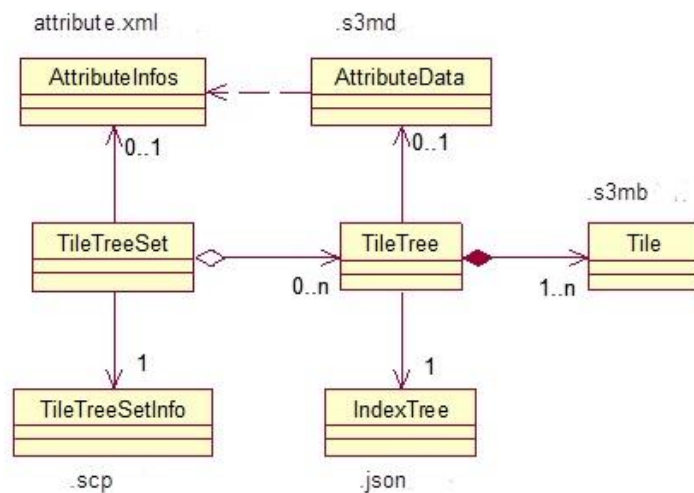 attribute.xml
.s3md
AttributeInfos
AttributeData
0..1
0..1
.s3mb
TileTreeSet
TileTree
Tile
0..n
1..n
1
1
TileTreeSetInfo
IndexTree
.scp
.json